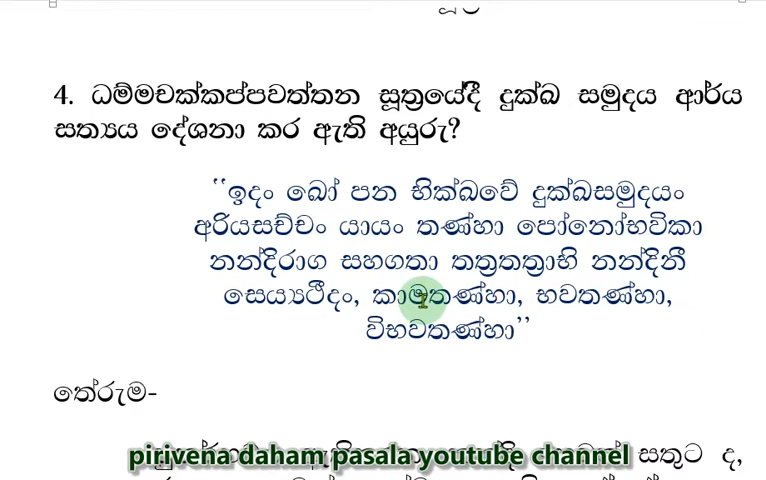 4. ධම්මචක්කප්පවත්තන සූත්‍රයේදී දුක්ඛ සමුදය ආර්ය
සත්‍යය දේශනා කර ඇති අයුරු?
‘‘ඉදං ඛෝ පන භික්ඛවේ දුක්ඛසමුදයං
අරියසච්චං යායං තණ්හා පෝනෝභවිකා
නන්දිරාග සහගතා තත්‍රතත්‍රාභි නන්දිනී
සෙය්‍යථීදං, කාමතණ්හා, භවතණ්හා,
විභවතණ්හා’’
තේරුම-
සතුට ද,
pirivena daham pasala youtube channel